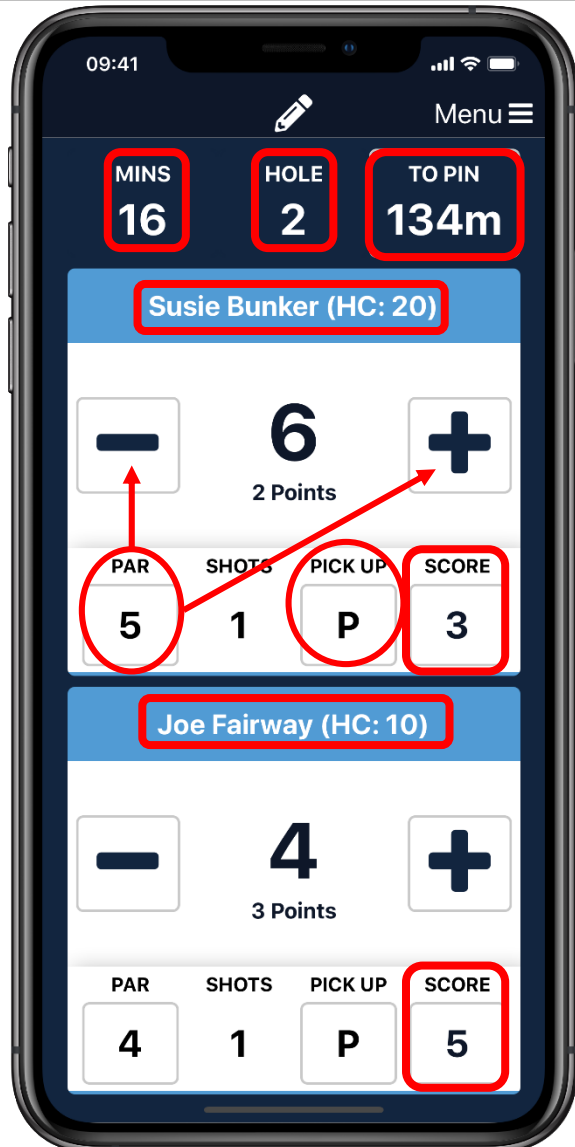 09:41
Menu
MINS HOLE TO PIN
16 2 134m
Susie Bunker (HC: 20)
6
2 Points
PAR SHOTS PICK UP SCORE
5 1 P 3
Joe Fairway (HC: 10)
4
3 Points
PAR SHOTS PICK UP SCORE
4 1 P 5